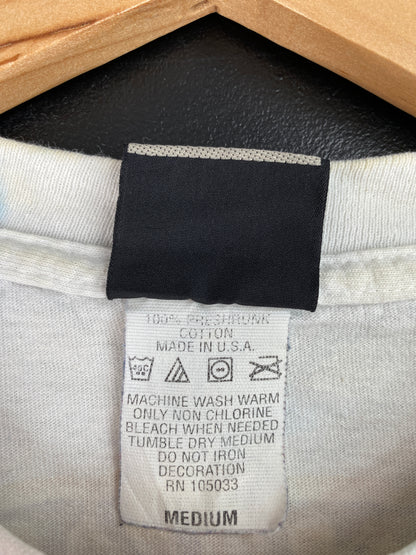 100% PRESHRUNK
COTTON
MADE IN U.S.A.
MACHINE WASH WARM
ONLY NON CHLORINE
BLEACH WHEN NEEDED
TUMBLE DRY MEDIUM
DO NOT IRON
DECORATION
RN 105033
MEDIUM